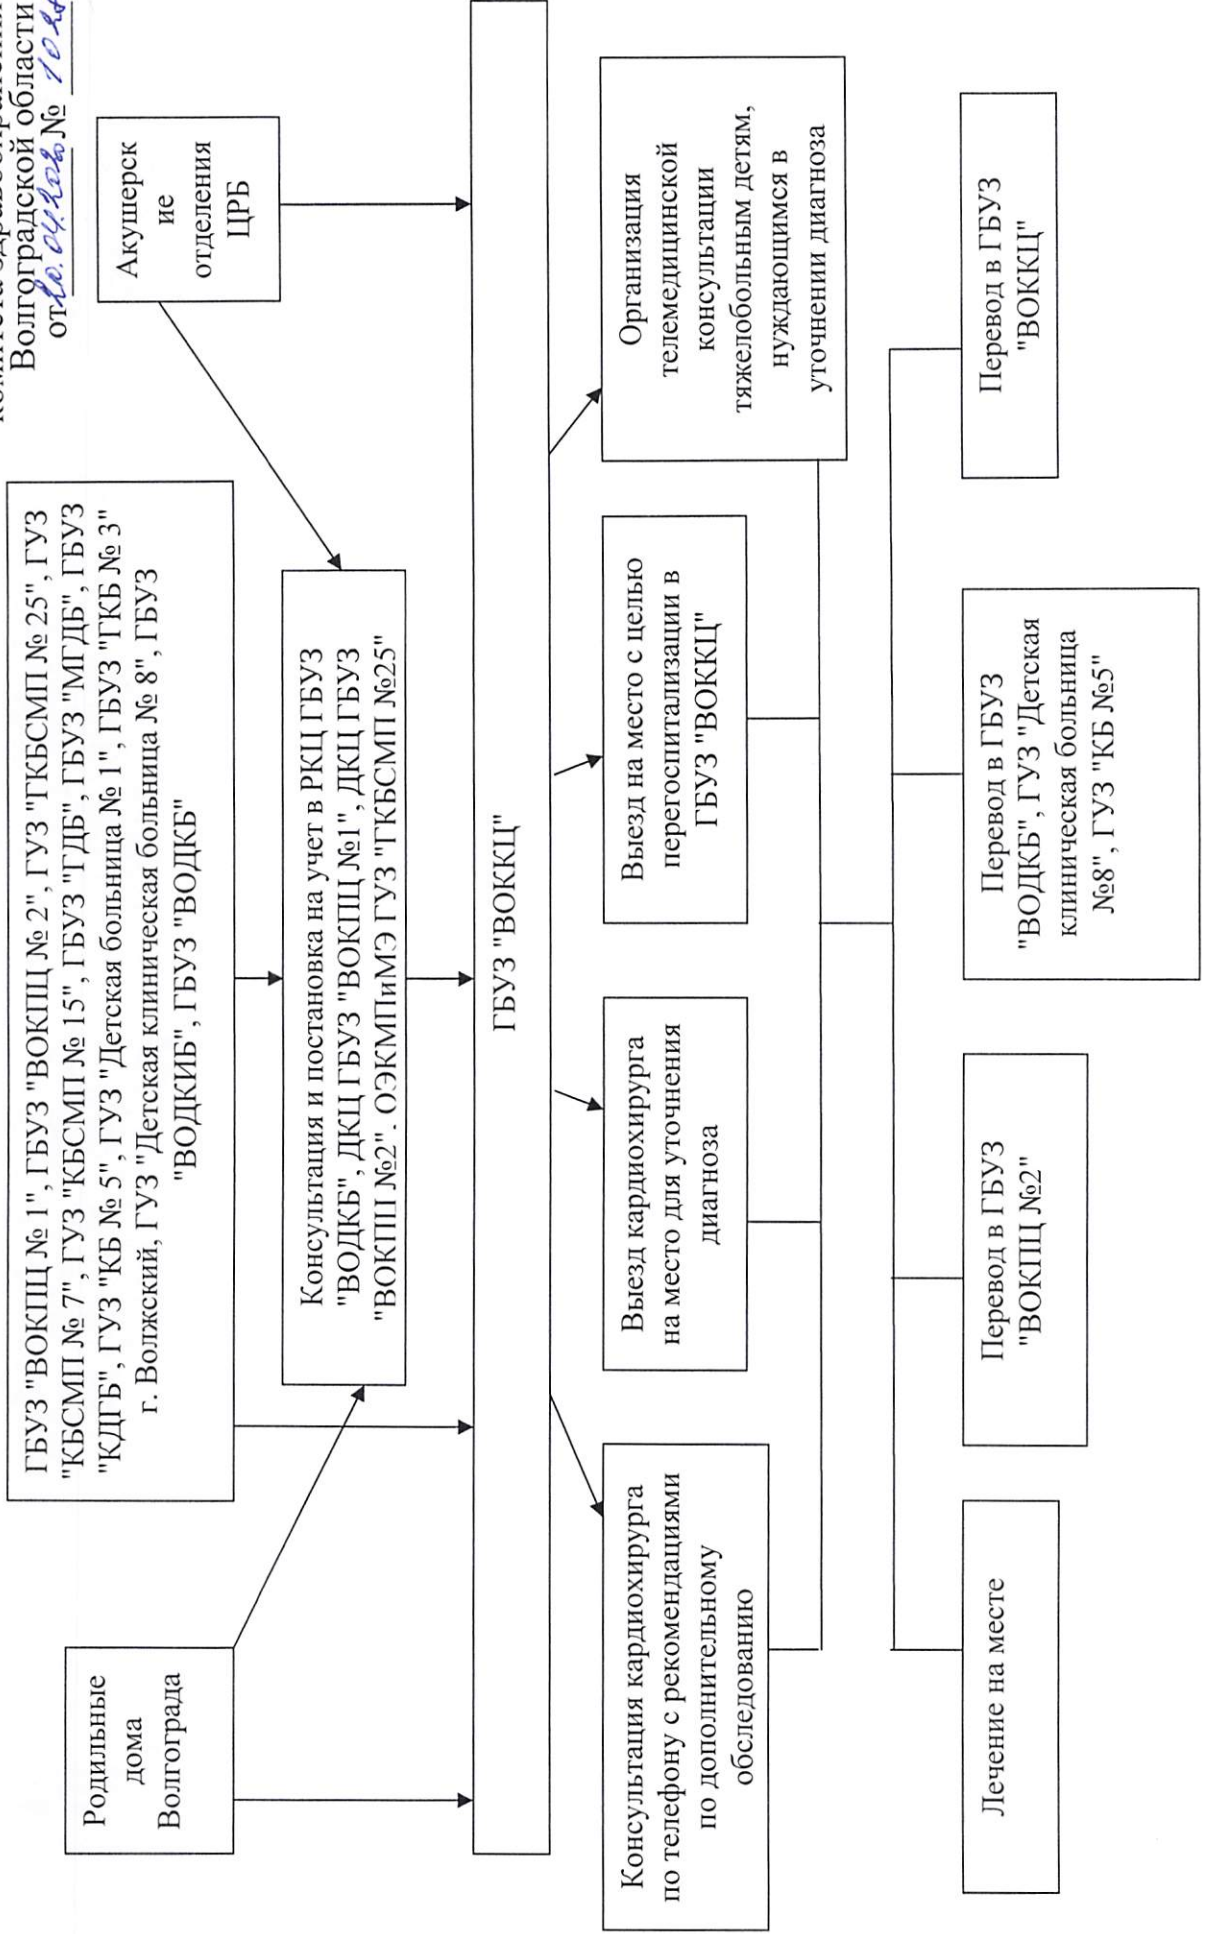 Волгоградской области
от 20.04.2020 №
Родильные
дома
Волгограда
ГБУЗ "ВОКПЦ № 1", ГБУЗ "ВОКПЦ № 2", ГУЗ "ГКБСМП № 25", ГУЗ
"КБСМП № 7", ГУЗ "КБСМП № 15", ГБУЗ "ГДБ", ГБУЗ "МГДБ", ГБУЗ
"КДГБ", ГУЗ "КБ № 5", ГУЗ "Детская больница № 1", ГБУЗ "ГКБ № 3"
г. Волжский, ГУЗ "Детская клиническая больница № 8", ГБУЗ
"ВОДКИБ", ГБУЗ "ВОДКБ"
Акушерск
ие
отделения
ЦРБ
Консультация и постановка на учет в РКЦ ГБУЗ
"ВОДКБ", ДКЦ ГБУЗ "ВОКПЦ №1", ДКЦ ГБУЗ
"ВОКПЦ №2". ОЭКМПиМЭ ГУЗ "ГКБСМП №25"
ГБУЗ "ВОККЦ"
Консультация кардиохирурга
по телефону с рекомендациями
по дополнительному
обследованию
Выезд кардиохирурга
на место для уточнения
диагноза
Выезд на место с целью
перегоспитализации в
ГБУЗ "ВОККЦ"
Организация
телемедицинской
консультации
тяжелобольным детям,
нуждающимся в
уточнении диагноза
Лечение на месте
Перевод в ГБУЗ
"ВОКПЦ №2"
Перевод в ГБУЗ
"ВОДКБ", ГУЗ "Детская
клиническая больница
№8", ГУЗ "КБ №5"
Перевод в ГБУЗ
"ВОККЦ"